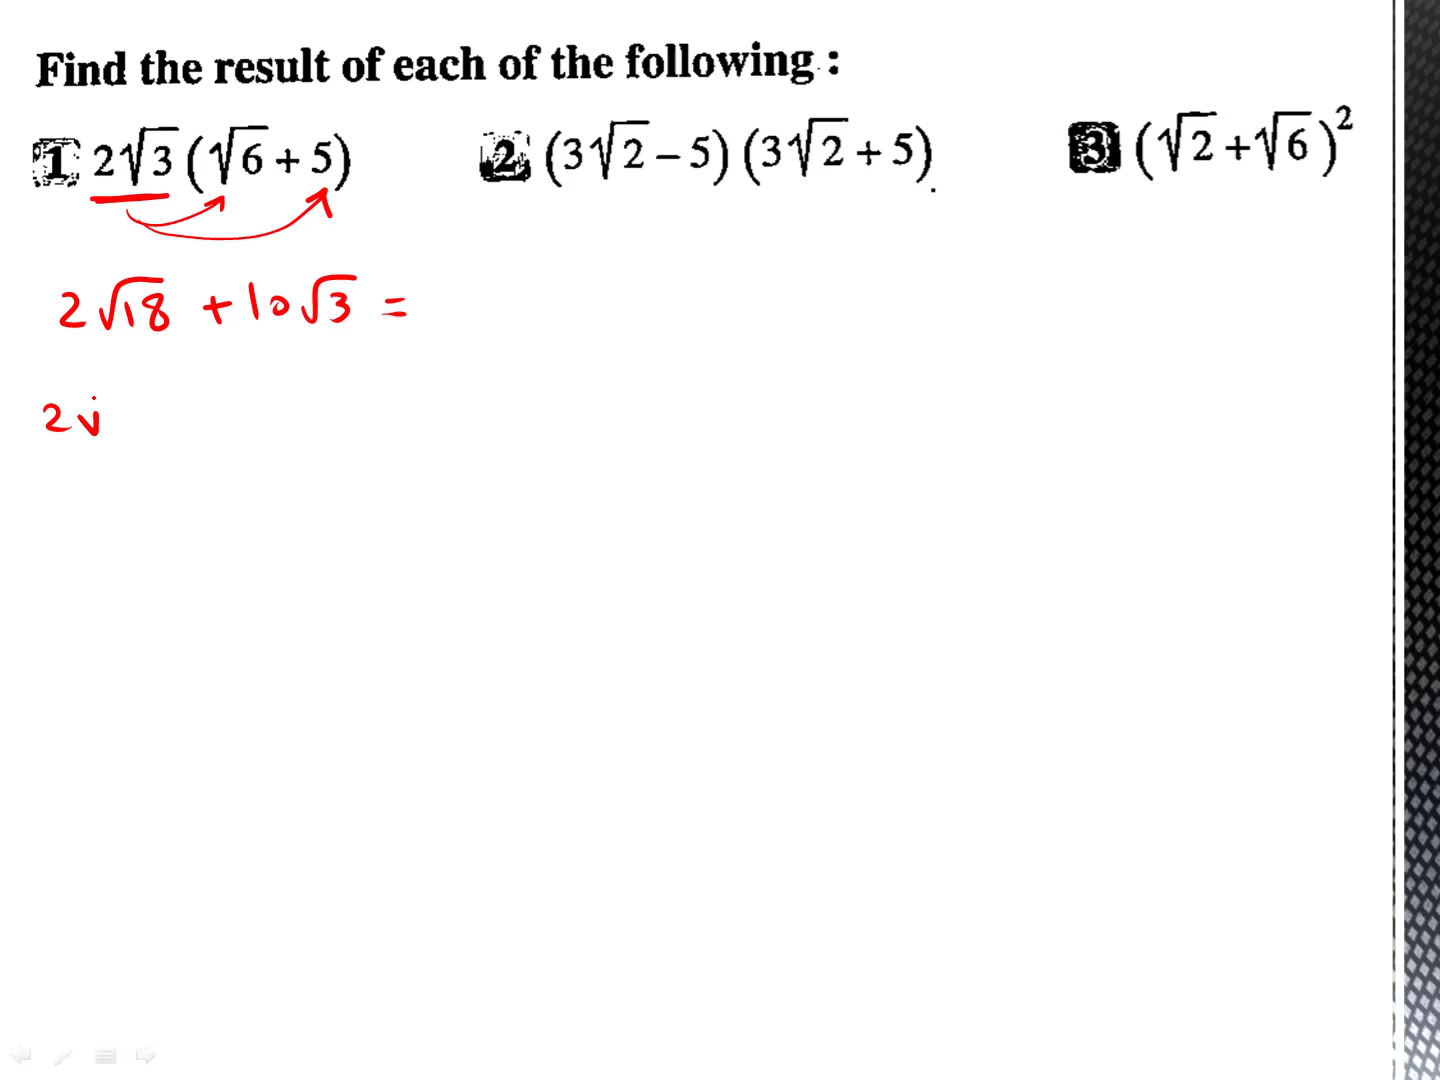 Find the result of each of the following :
1 2√3 (√6 + 5) 2 (3√2 – 5) (3√2 + 5) 3 (√2 + √6)²
2√18 + 10√3 =
2√